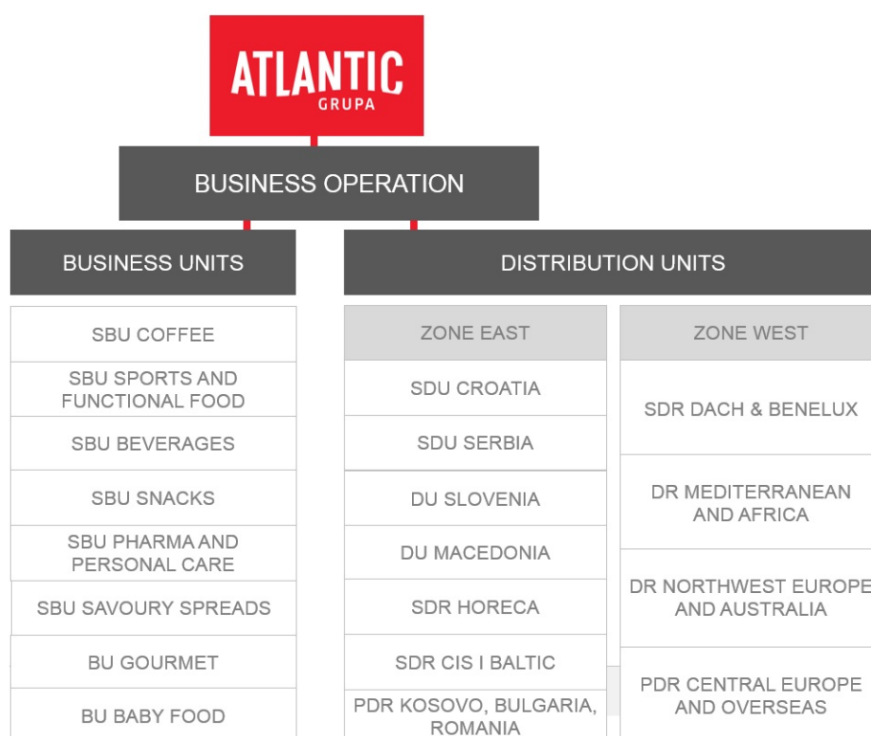 ATLANTIC
GRUPA
BUSINESS OPERATION
BUSINESS UNITS
SBU COFFEE
SBU SPORTS AND
FUNCTIONAL FOOD
SBU BEVERAGES
SBU SNACKS
SBU PHARMA AND
PERSONAL CARE
SBU SAVOURY SPREADS
BU GOURMET
BU BABY FOOD
DISTRIBUTION UNITS
ZONE EAST
SDU CROATIA
SDU SERBIA
DU SLOVENIA
DU MACEDONIA
SDR HORECA
SDR CIS I BALTIC
PDR KOSOVO, BULGARIA,
ROMANIA
ZONE WEST
SDR DACH & BENELUX
DR MEDITERRANEAN
AND AFRICA
DR NORTHWEST EUROPE
AND AUSTRALIA
PDR CENTRAL EUROPE
AND OVERSEAS